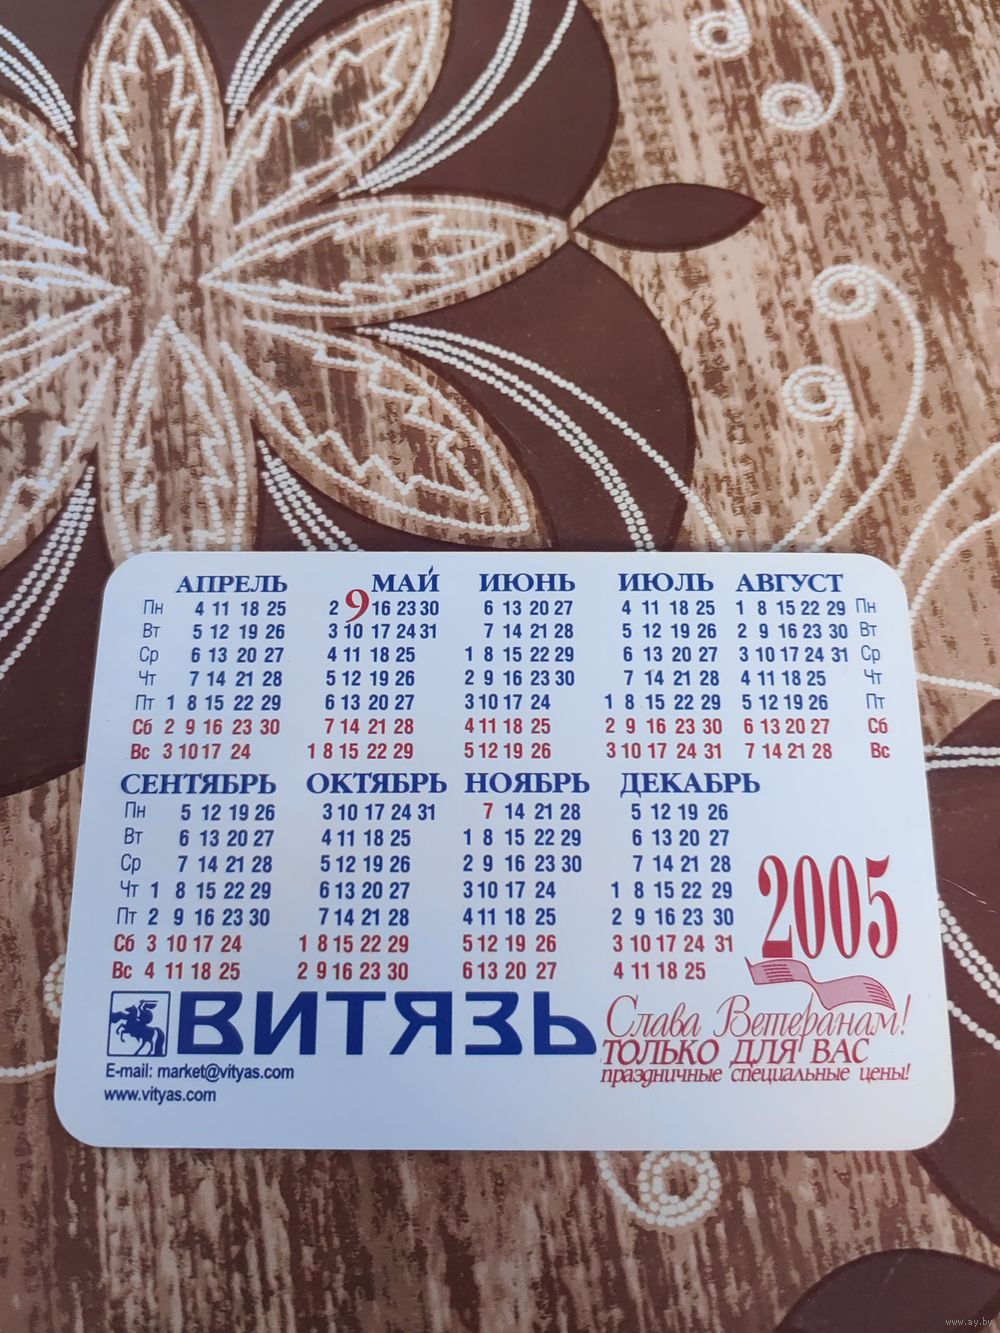 АПРЕЛЬ МАЙ ИЮНЬ ИЮЛЬ АВГУСТ
Пн 4 11 18 25 2 9 16 23 30 6 13 20 27 4 11 18 25 1 8 15 22 29 Пн
Вт 5 12 19 26 3 10 17 24 31 7 14 21 28 5 12 19 26 2 9 16 23 30 Вт
Ср 6 13 20 27 4 11 18 25 1 8 15 22 29 6 13 20 27 3 10 17 24 31 Ср
Чт 7 14 21 28 5 12 19 26 2 9 16 23 30 7 14 21 28 4 11 18 25 Чт
Пт 1 8 15 22 29 6 13 20 27 3 10 17 24 1 8 15 22 29 5 12 19 26 Пт
Сб 2 9 16 23 30 7 14 21 28 4 11 18 25 2 9 16 23 30 6 13 20 27 Сб
Вс 3 10 17 24 1 8 15 22 29 5 12 19 26 3 10 17 24 31 7 14 21 28 Вс
СЕНТЯБРЬ ОКТЯБРЬ НОЯБРЬ ДЕКАБРЬ
Пн 5 12 19 26 3 10 17 24 31 7 14 21 28 5 12 19 26
Вт 6 13 20 27 4 11 18 25 1 8 15 22 29 6 13 20 27
Ср 7 14 21 28 5 12 19 26 2 9 16 23 30 7 14 21 28
Чт 1 8 15 22 29 6 13 20 27 3 10 17 24 1 8 15 22 29
Пт 2 9 16 23 30 7 14 21 28 4 11 18 25 2 9 16 23 30
Сб 3 10 17 24 1 8 15 22 29 5 12 19 26 3 10 17 24 31
Вс 4 11 18 25 2 9 16 23 30 6 13 20 27 4 11 18 25
2005
ВИТЯЗЬ
E-mail: market@vityas.com
www.vityas.com
Слава Ветеранам!
ТОЛЬКО ДЛЯ ВАС
праздничные специальные цены!
www.ay.by